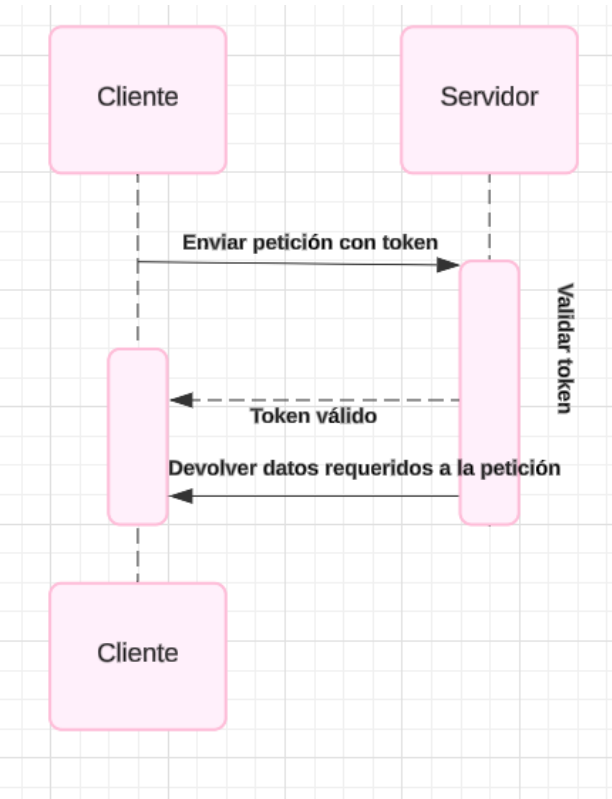 Cliente
Servidor
Enviar petición con token
Validar token
Token válido
Devolver datos requeridos a la petición
Cliente